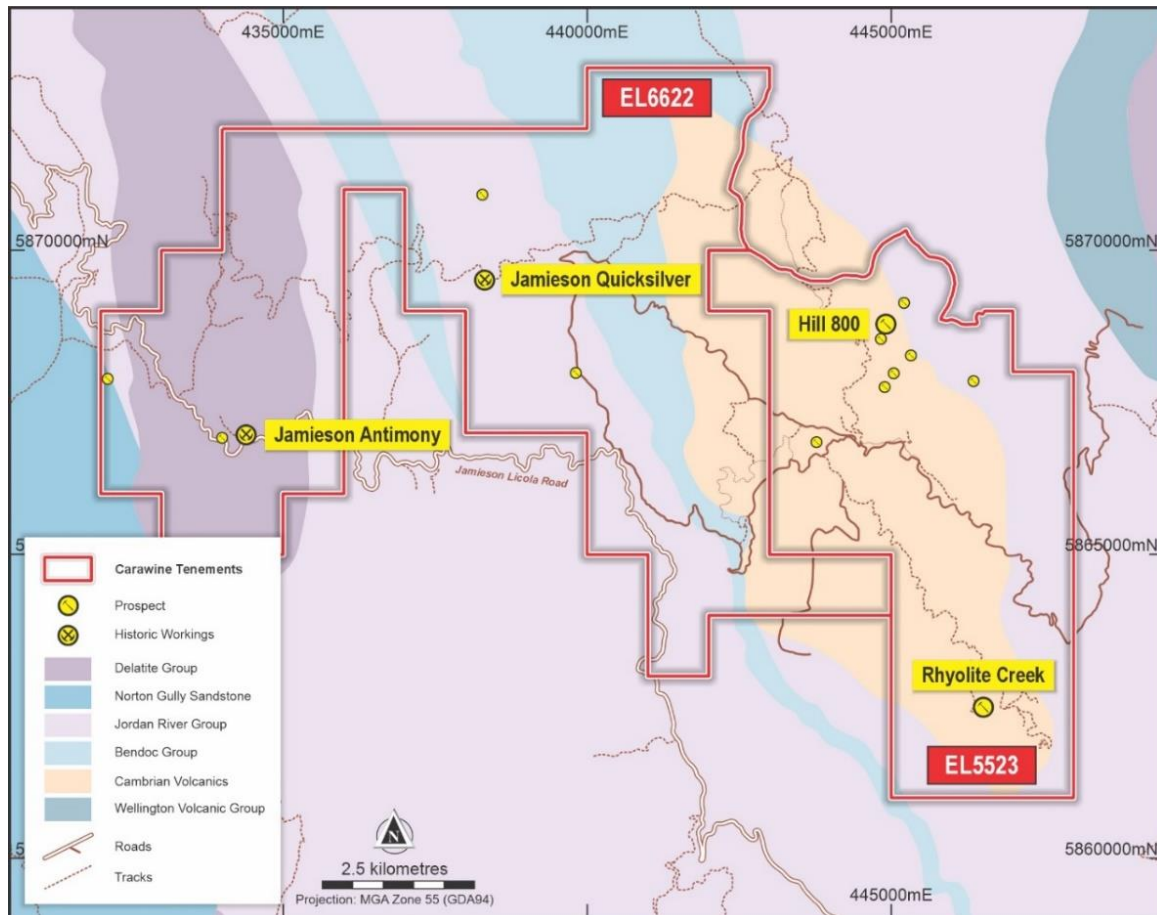 435000mE
440000mE
445000mE
EL6622
5870000mN
5870000mN
Jamieson Quicksilver
Hill 800
Jamieson Antimony
Jamieson Licola Road
5865000mN
Carawine Tenements
Prospect
Historic Workings
Delatite Group
Norton Gully Sandstone
Jordan River Group
Bendoc Group
Cambrian Volcanics
Wellington Volcanic Group
Roads
Tracks
Rhyolite Creek
EL5523
N
2.5 kilometres
Projection: MGA Zone 55 (GDA94)
5860000mN
445000mE